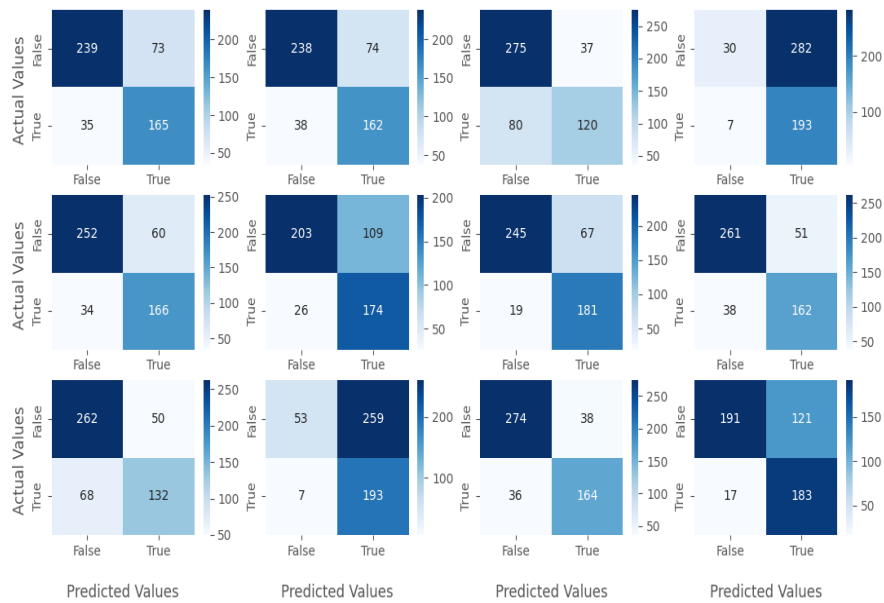 Actual Values
False
True
239 73
35 165
False True
200
150
100
50
False
True
238 74
38 162
False True
200
150
100
50
False
True
275 37
80 120
False True
250
200
150
100
50
False
True
30 282
7 193
False True
200
100
Actual Values
False
True
252 60
34 166
False True
250
200
150
100
50
False
True
203 109
26 174
False True
200
150
100
50
False
True
245 67
19 181
False True
200
150
100
50
False
True
261 51
38 162
False True
250
200
150
100
50
Actual Values
False
True
262 50
68 132
False True
250
200
150
100
50
False
True
53 259
7 193
False True
200
100
False
True
274 38
36 164
False True
250
200
150
100
50
False
True
191 121
17 183
False True
150
100
50
Predicted Values Predicted Values Predicted Values Predicted Values